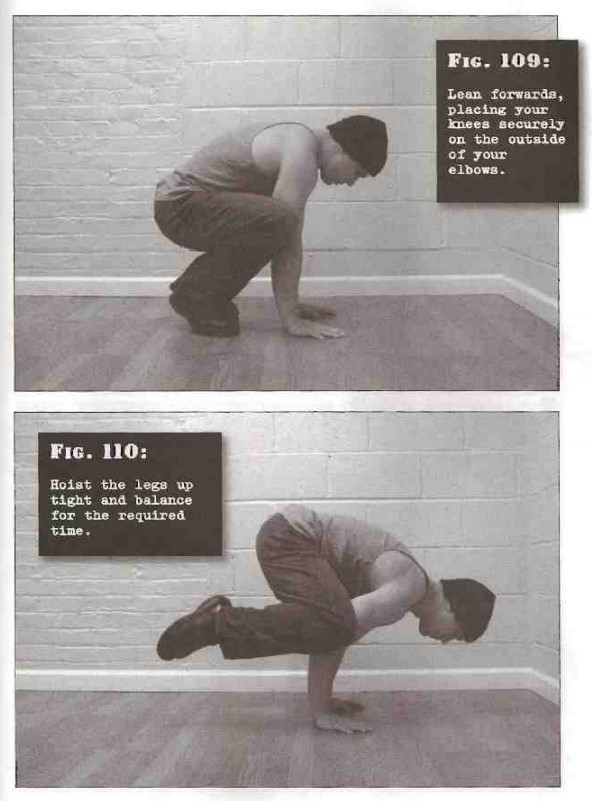 Fig. 109:
Lean forwards,
placing your
knees securely
on the outside
of your
elbows.
Fig. 110:
Hoist the legs up
tight and balance
for the required
time.